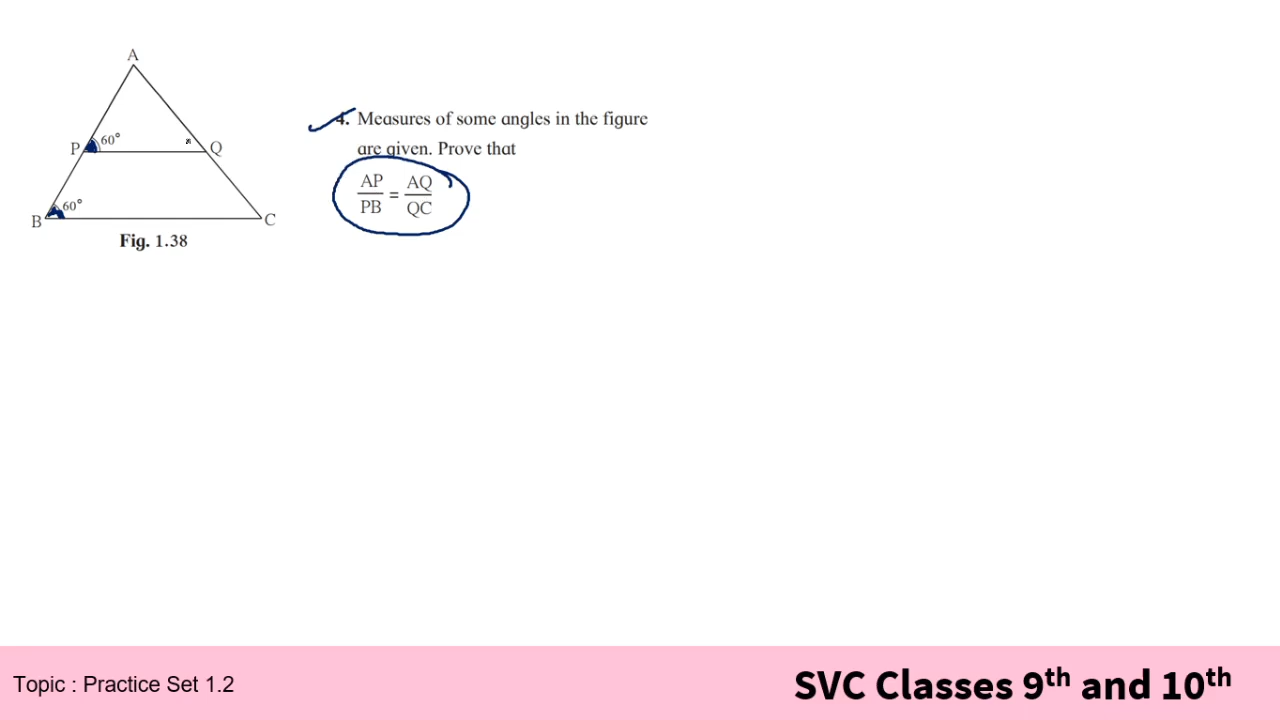 A
P 60° Q
B 60° C
Fig. 1.38
4. Measures of some angles in the figure
are given. Prove that
AP/PB = AQ/QC
Topic : Practice Set 1.2
SVC Classes 9th and 10th